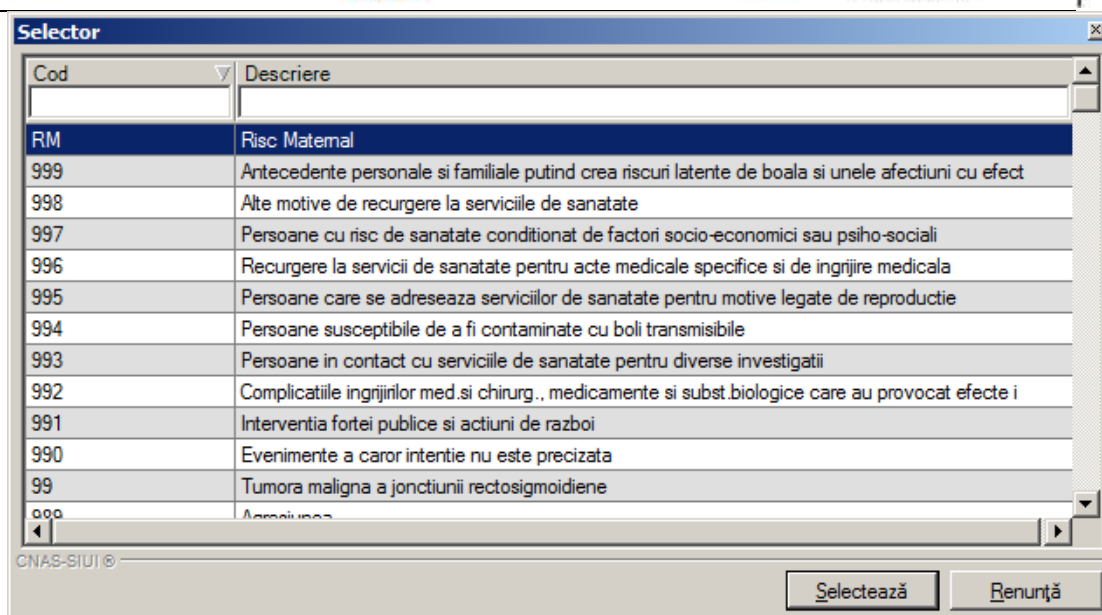 Selector
Cod Descriere
RM Risc Maternal
999 Antecedente personale si familiale putind crea riscuri latente de boala si unele afectiuni cu efect
998 Alte motive de recurgere la serviciile de sanatate
997 Persoane cu risc de sanatate conditionat de factori socio-economici sau psiho-sociali
996 Recurgere la servicii de sanatate pentru acte medicale specifice si de ingrijire medicala
995 Persoane care se adreseaza serviciilor de sanatate pentru motive legate de reproductie
994 Persoane susceptibile de a fi contaminate cu boli transmisibile
993 Persoane in contact cu serviciile de sanatate pentru diverse investigatii
992 Complicatiile ingrijirilor med.si chirurg., medicamente si subst.biologice care au provocat efecte i
991 Interventia fortei publice si actiuni de razboi
990 Evenimente a caror intentie nu este precizata
99 Tumora maligna a jonctiunii rectosigmoidiene
989 Agresiunea
CNAS-SIUI ®
Selectează Renunţă